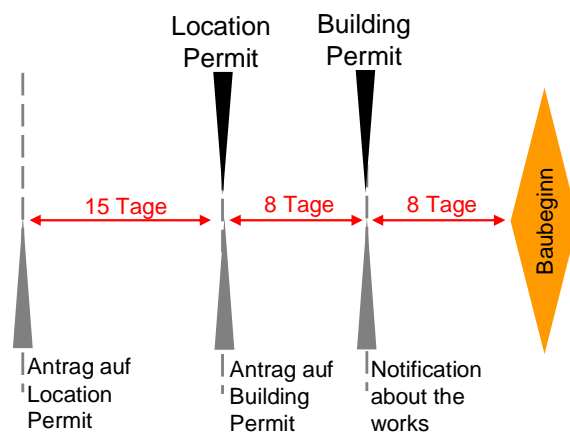 Location
Permit
Building
Permit
15 Tage
8 Tage
8 Tage
Baubeginn
Antrag auf
Location
Permit
Antrag auf
Building
Permit
Notification
about the
works